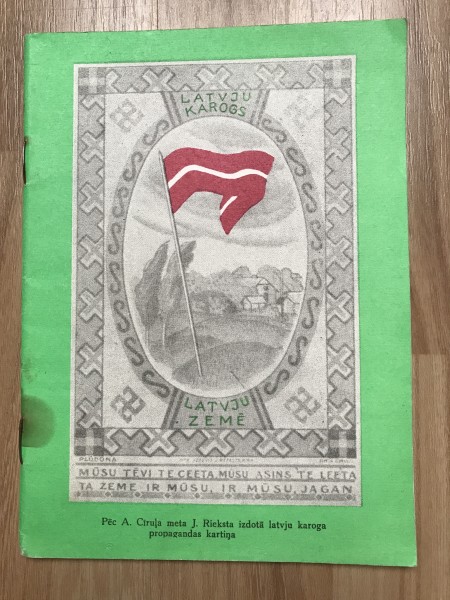 LATVJU
KAROGS
LATVJU
ZEMĒ
PLŪDOŅA
MŪSU TĒVI TE CEETA, MŪSU ASINS TE LEETA
TA ZEME IR MŪSU, IR MŪSU, JAGAN
Pēc A. Cīruļa meta J. Rieksta izdotā latvju karoga
propagandas kartiņa